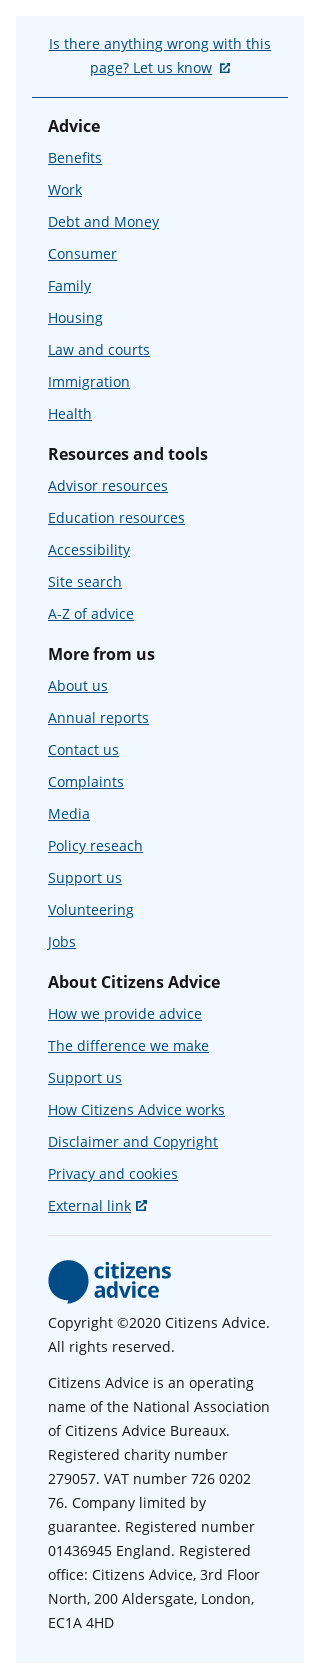 Is there anything wrong with this
page? Let us know
Advice
Benefits
Work
Debt and Money
Consumer
Family
Housing
Law and courts
Immigration
Health
Resources and tools
Advisor resources
Education resources
Accessibility
Site search
A-Z of advice
More from us
About us
Annual reports
Contact us
Complaints
Media
Policy reseach
Support us
Volunteering
Jobs
About Citizens Advice
How we provide advice
The difference we make
Support us
How Citizens Advice works
Disclaimer and Copyright
Privacy and cookies
External link
citizens
advice
Copyright ©2020 Citizens Advice.
All rights reserved.
Citizens Advice is an operating
name of the National Association
of Citizens Advice Bureaux.
Registered charity number
279057. VAT number 726 0202
76. Company limited by
guarantee. Registered number
01436945 England. Registered
office: Citizens Advice, 3rd Floor
North, 200 Aldersgate, London,
EC1A 4HD